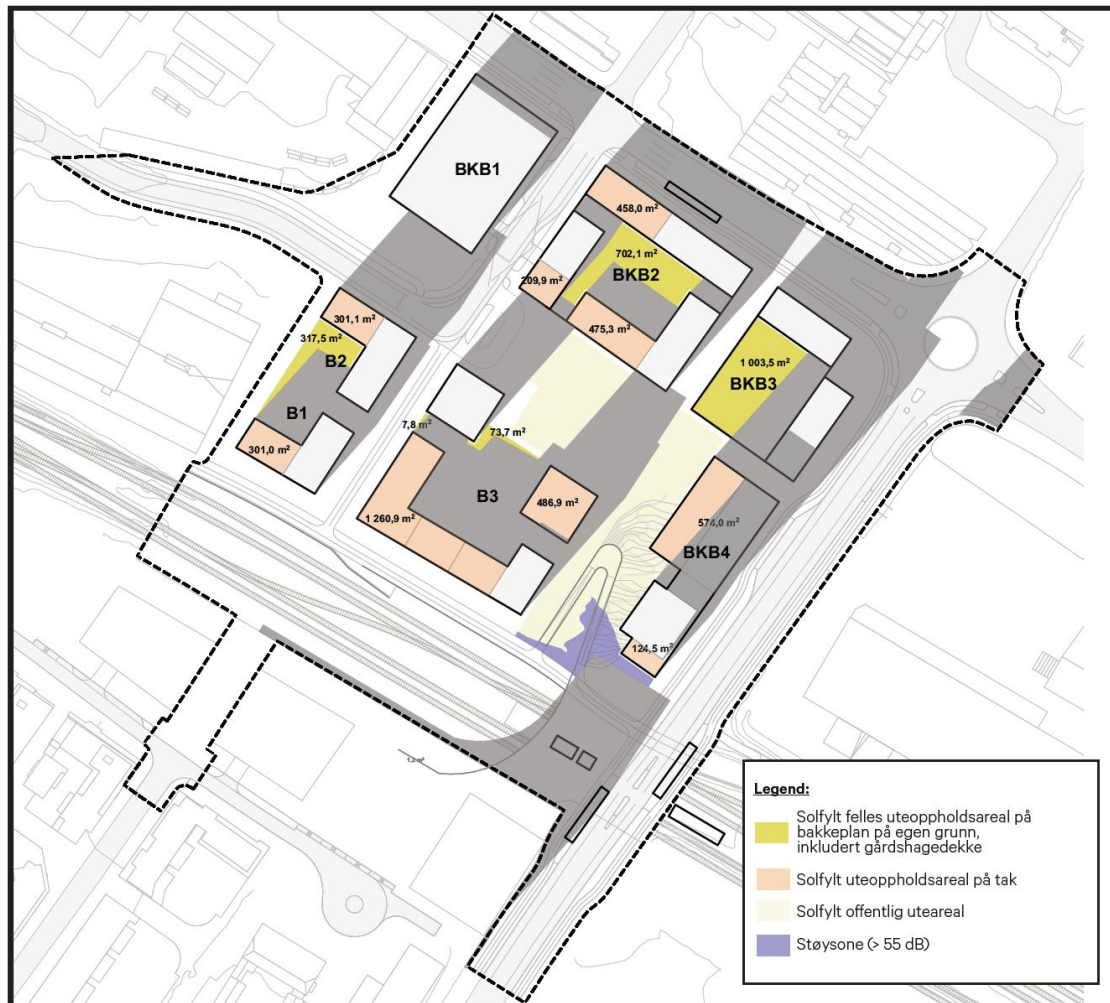 BKB1
458,0 m²
702,1 m²
BKB2
209,9 m²
475,3 m²
301,1 m²
317,5 m²
B2
B1
301,0 m²
1 003,5 m²
BKB3
7,8 m²
73,7 m²
B3
486,9 m²
1 260,9 m²
574,0 m²
BKB4
124,5 m²
Legend:
Solfylt felles uteoppholdsareal på
bakkeplan på egen grunn,
inkludert gårdshagedekke
Solfylt uteoppholdsareal på tak
Solfylt offentlig uteareal
Støysone (> 55 dB)